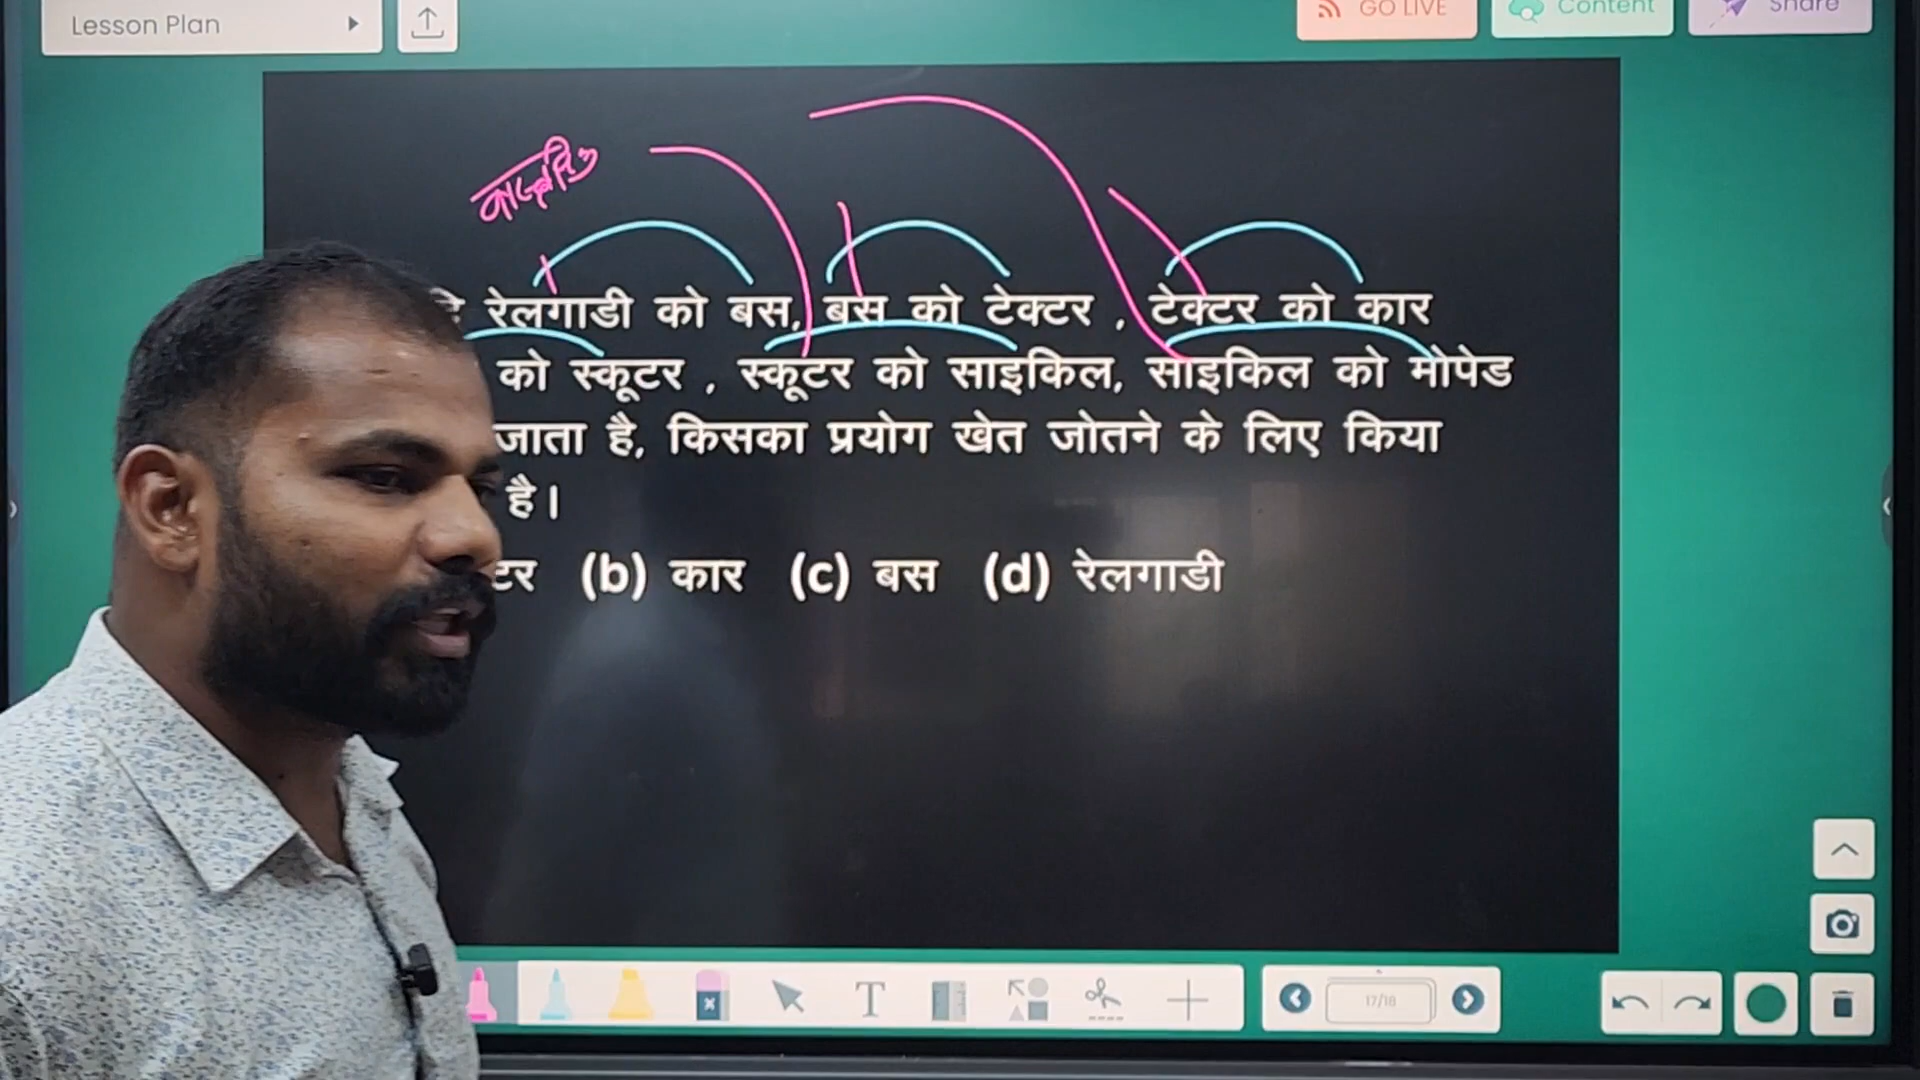 Lesson Plan
GO LIVE
Content
Share
रेलगाडी को बस, बस को टेक्टर , टेक्टर को कार
को स्कूटर , स्कूटर को साइकिल, साइकिल को मोपेड
जाता है, किसका प्रयोग खेत जोतने के लिए किया
है।
टर (b) कार (c) बस (d) रेलगाडी
T
17/18